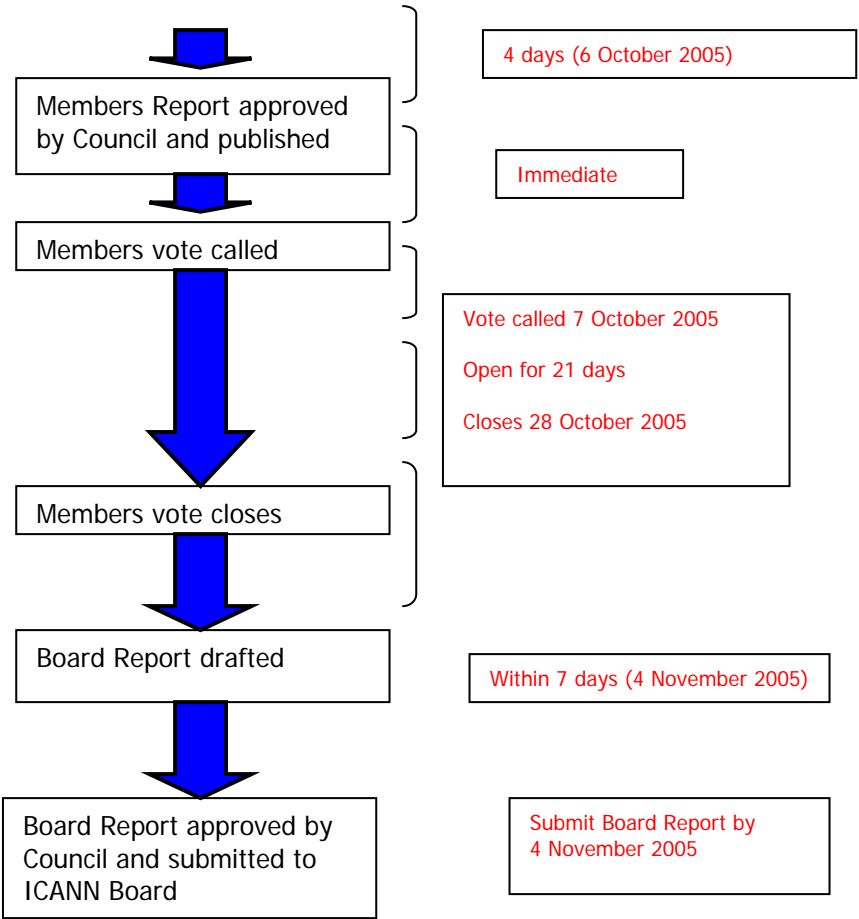 4 days (6 October 2005)
Members Report approved
by Council and published
Immediate
Members vote called
Vote called 7 October 2005
Open for 21 days
Closes 28 October 2005
Members vote closes
Board Report drafted
Within 7 days (4 November 2005)
Board Report approved by
Council and submitted to
ICANN Board
Submit Board Report by
4 November 2005